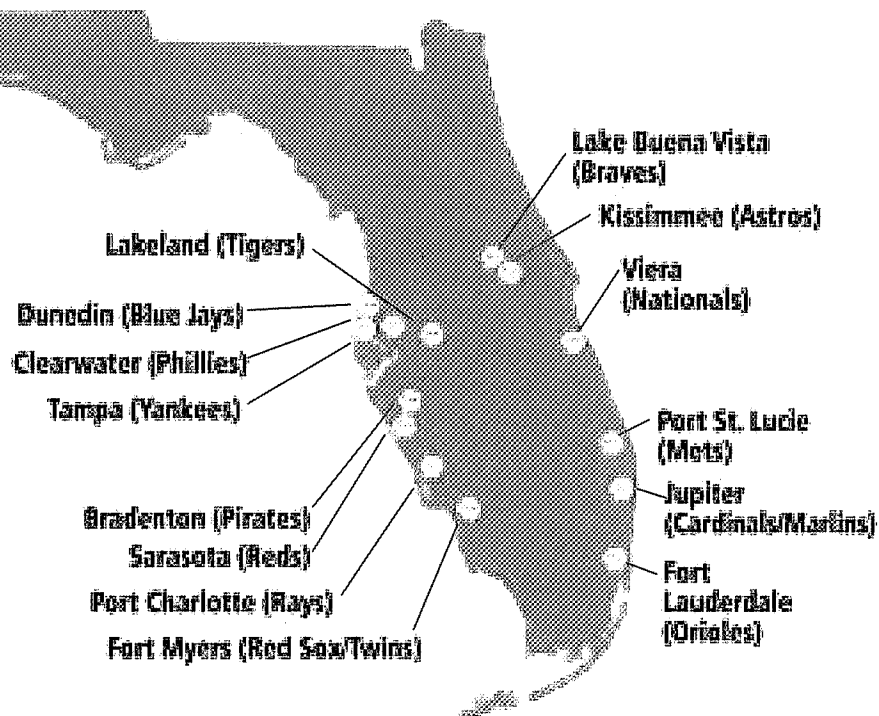 Lake Buena Vista
(Braves)
Kissimmee (Astros)
Lakeland (Tigers)
Viera
(Nationals)
Dunedin (Blue Jays)
Clearwater (Phillies)
Tampa (Yankees)
Port St. Lucie
(Mets)
Jupiter
(Cardinals/Marlins)
Bradenton (Pirates)
Sarasota (Reds)
Port Charlotte (Rays)
Fort Myers (Red Sox/Twins)
Fort
Lauderdale
(Orioles)